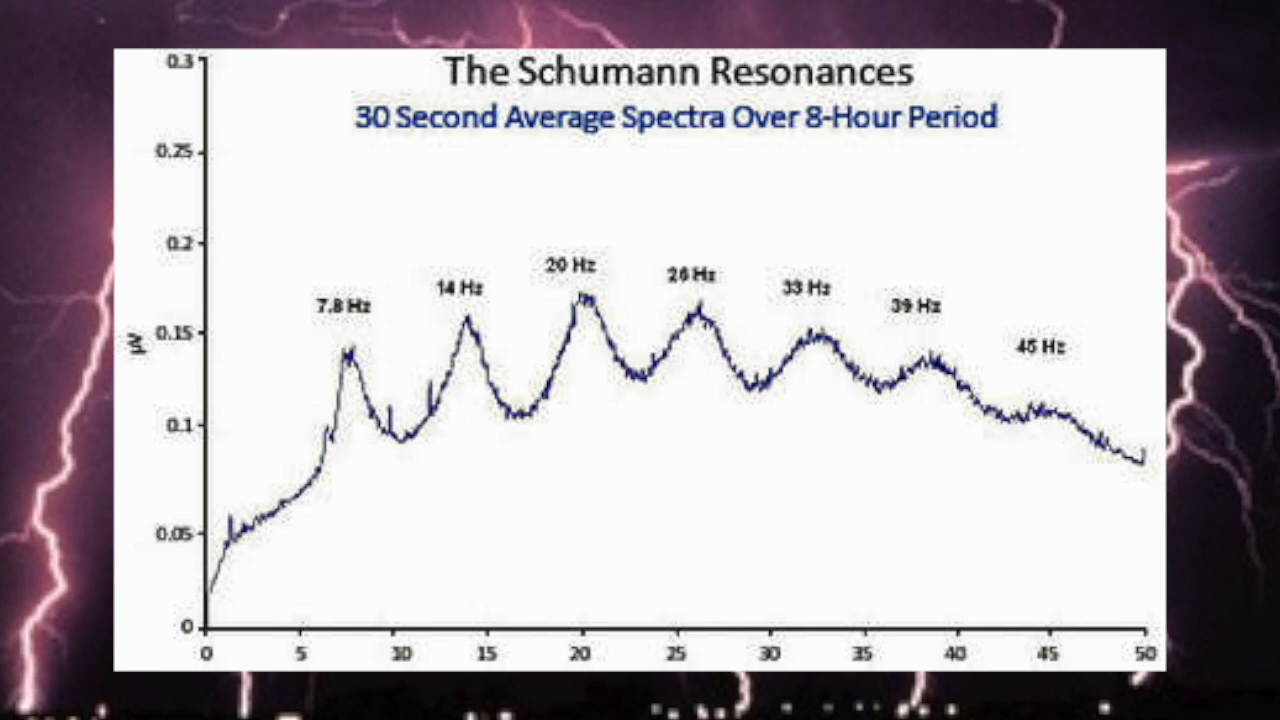 The Schumann Resonances
30 Second Average Spectra Over 8-Hour Period
0.3
0.25
0.2
0.15
0.1
0.05
0
µV
7.8 Hz
14 Hz
20 Hz
26 Hz
33 Hz
39 Hz
45 Hz
0 5 10 15 20 25 30 35 40 45 50